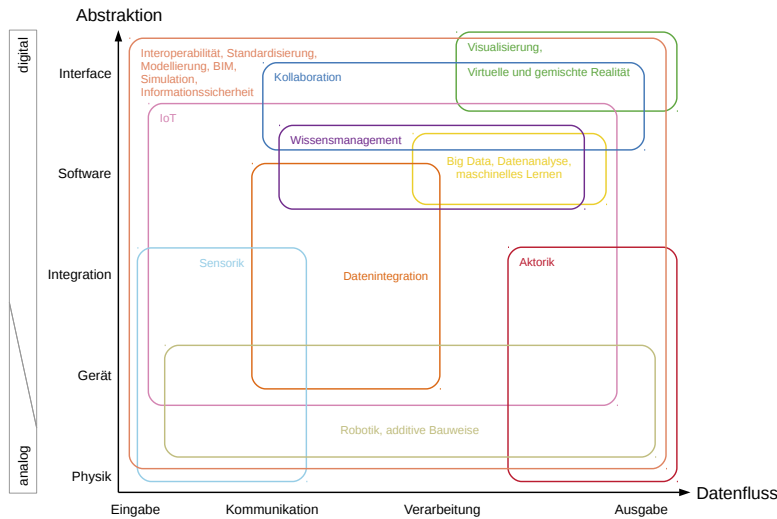 Abstraktion
digital
Interface
Interoperabilität, Standardisierung,
Modellierung, BIM,
Simulation,
Informationssicherheit
Visualisierung,
Virtuelle und gemischte Realität
Kollaboration
IoT
Wissensmanagement
Software
Big Data, Datenanalyse,
maschinelles Lernen
Integration
Sensorik
Datenintegration
Aktorik
Gerät
Robotik, additive Bauweise
analog
Physik
Datenfluss
Eingabe
Kommunikation
Verarbeitung
Ausgabe